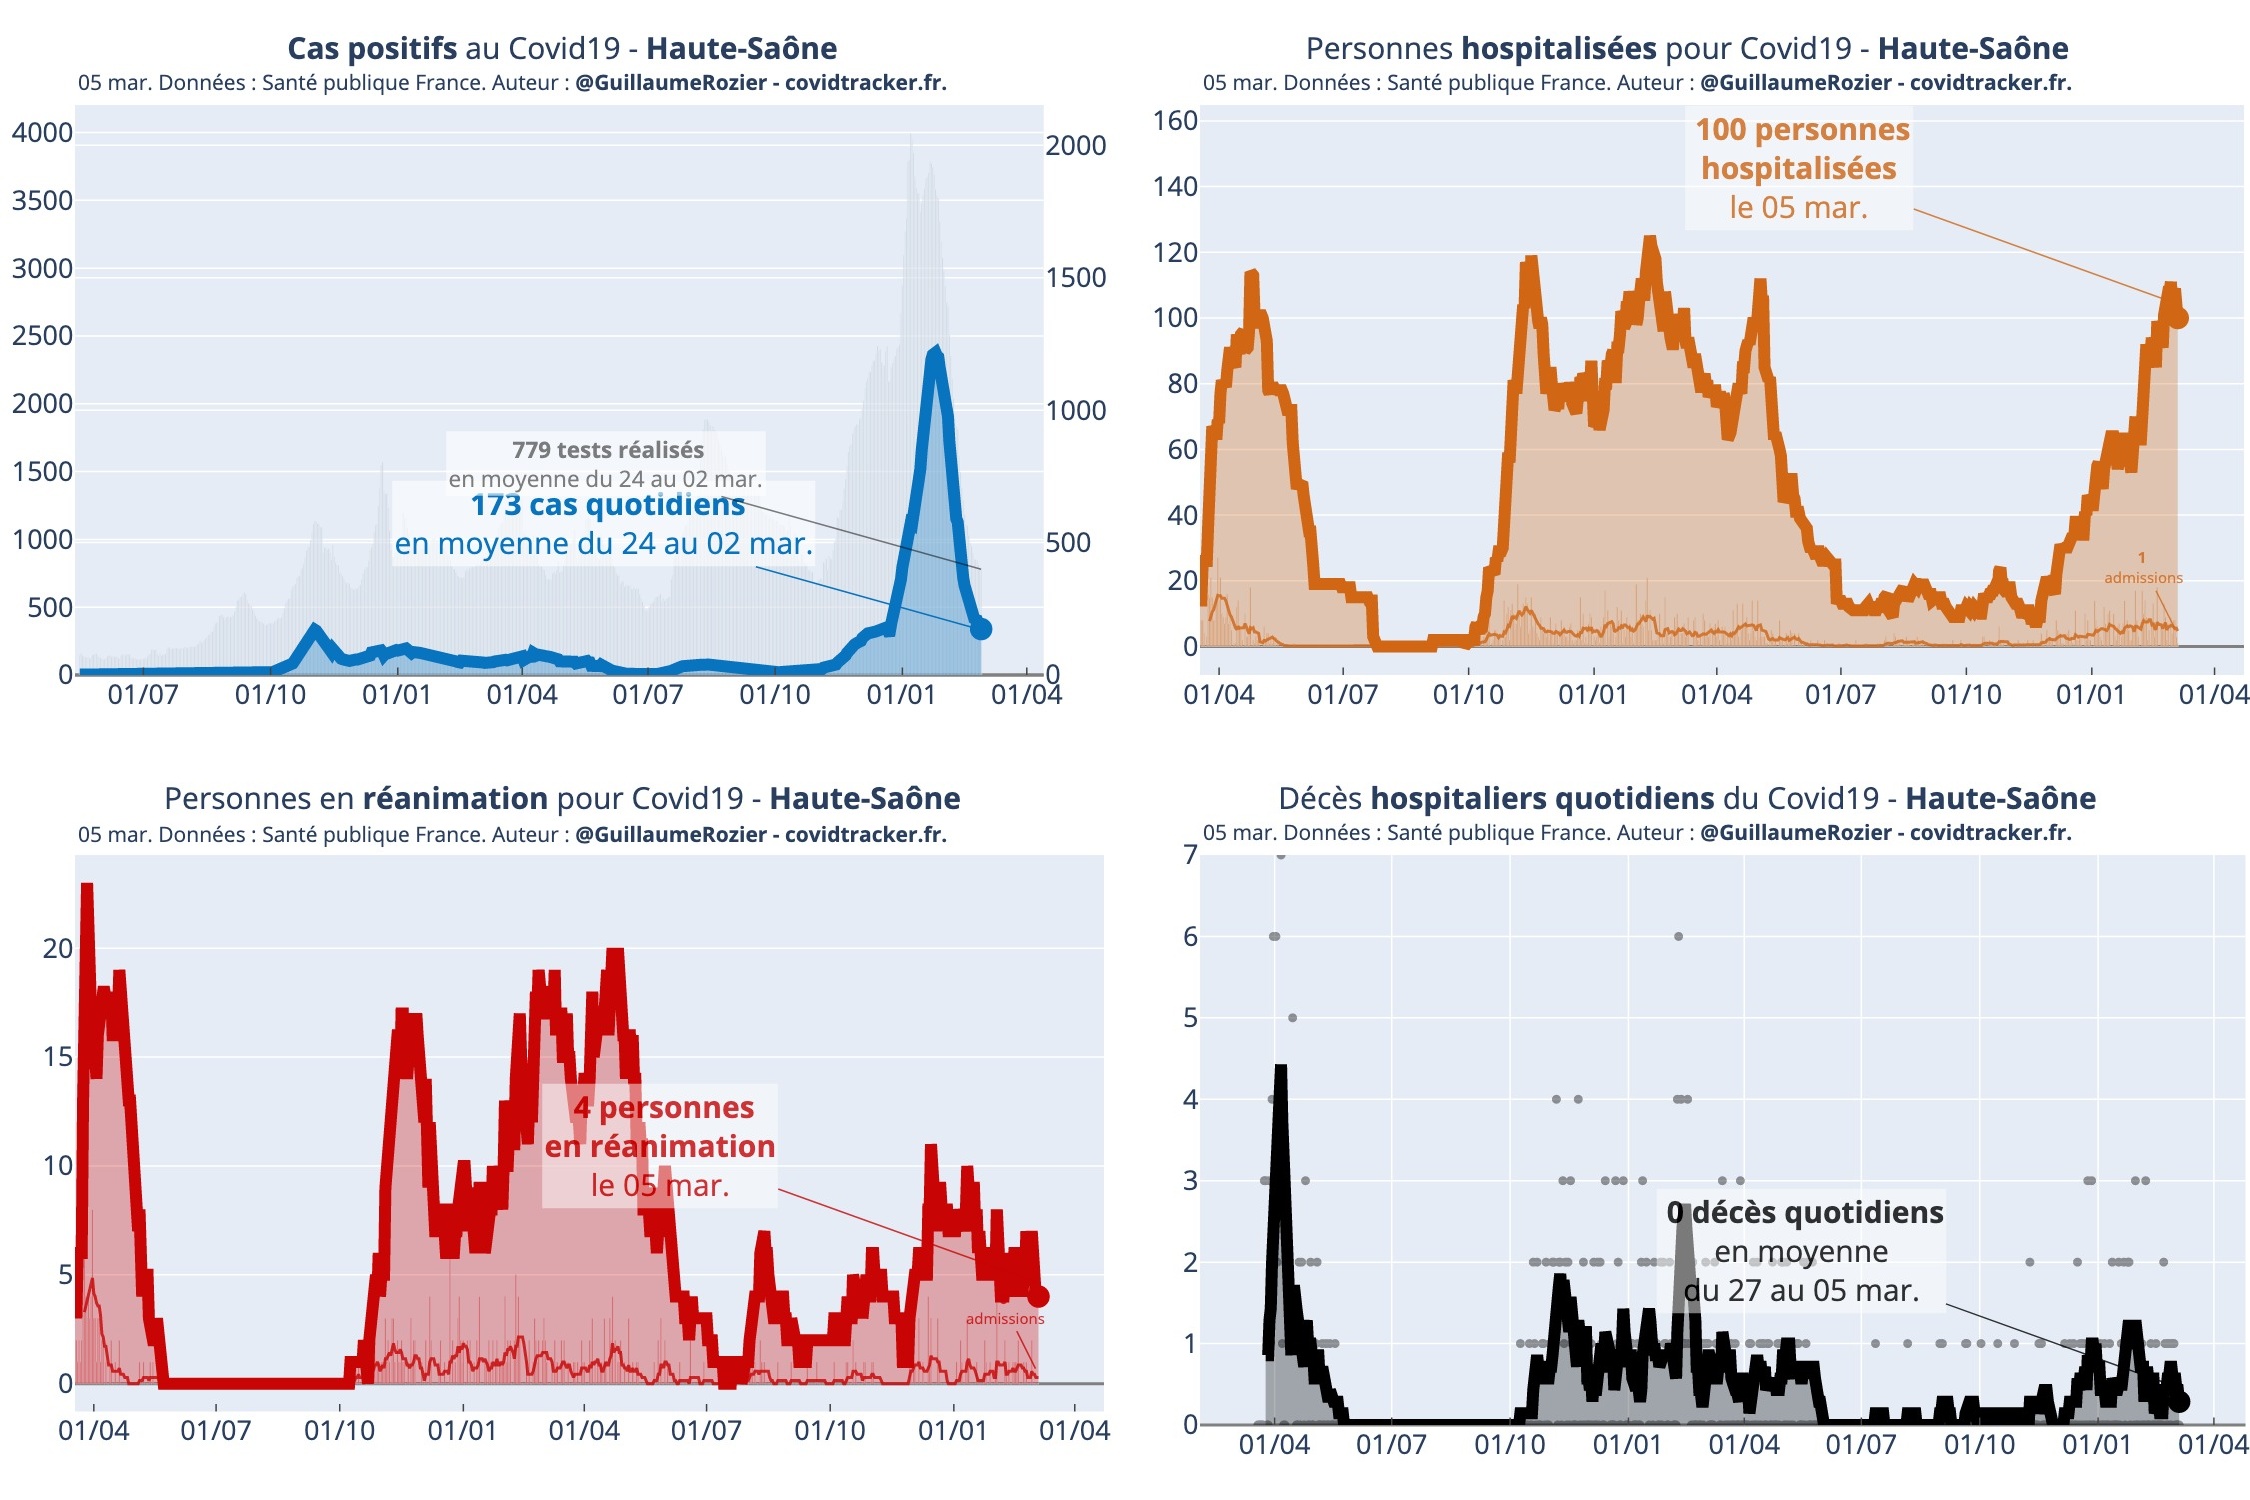 Cas positifs au Covid19 - Haute-Saône
05 mar. Données : Santé publique France. Auteur : @GuillaumeRozier - covidtracker.fr.
4000
3500
3000
2500
2000
1500
1000
500
0
2000
1500
1000
500
0
779 tests réalisés
en moyenne du 24 au 02 mar.
173 cas quotidiens
en moyenne du 24 au 02 mar.
01/07 01/10 01/01 01/04 01/07 01/10 01/01 01/04
Personnes hospitalisées pour Covid19 - Haute-Saône
05 mar. Données : Santé publique France. Auteur : @GuillaumeRozier - covidtracker.fr.
160
140
120
100
80
60
40
20
0
100 personnes
hospitalisées
le 05 mar.
1
admissions
01/04 01/07 01/10 01/01 01/04 01/07 01/10 01/01 01/04
Personnes en réanimation pour Covid19 - Haute-Saône
05 mar. Données : Santé publique France. Auteur : @GuillaumeRozier - covidtracker.fr.
20
15
10
5
0
4 personnes
en réanimation
le 05 mar.
admissions
01/04 01/07 01/10 01/01 01/04 01/07 01/10 01/01 01/04
Décès hospitaliers quotidiens du Covid19 - Haute-Saône
05 mar. Données : Santé publique France. Auteur : @GuillaumeRozier - covidtracker.fr.
7
6
5
4
3
2
1
0
0 décès quotidiens
en moyenne
du 27 au 05 mar.
01/04 01/07 01/10 01/01 01/04 01/07 01/10 01/01 01/04